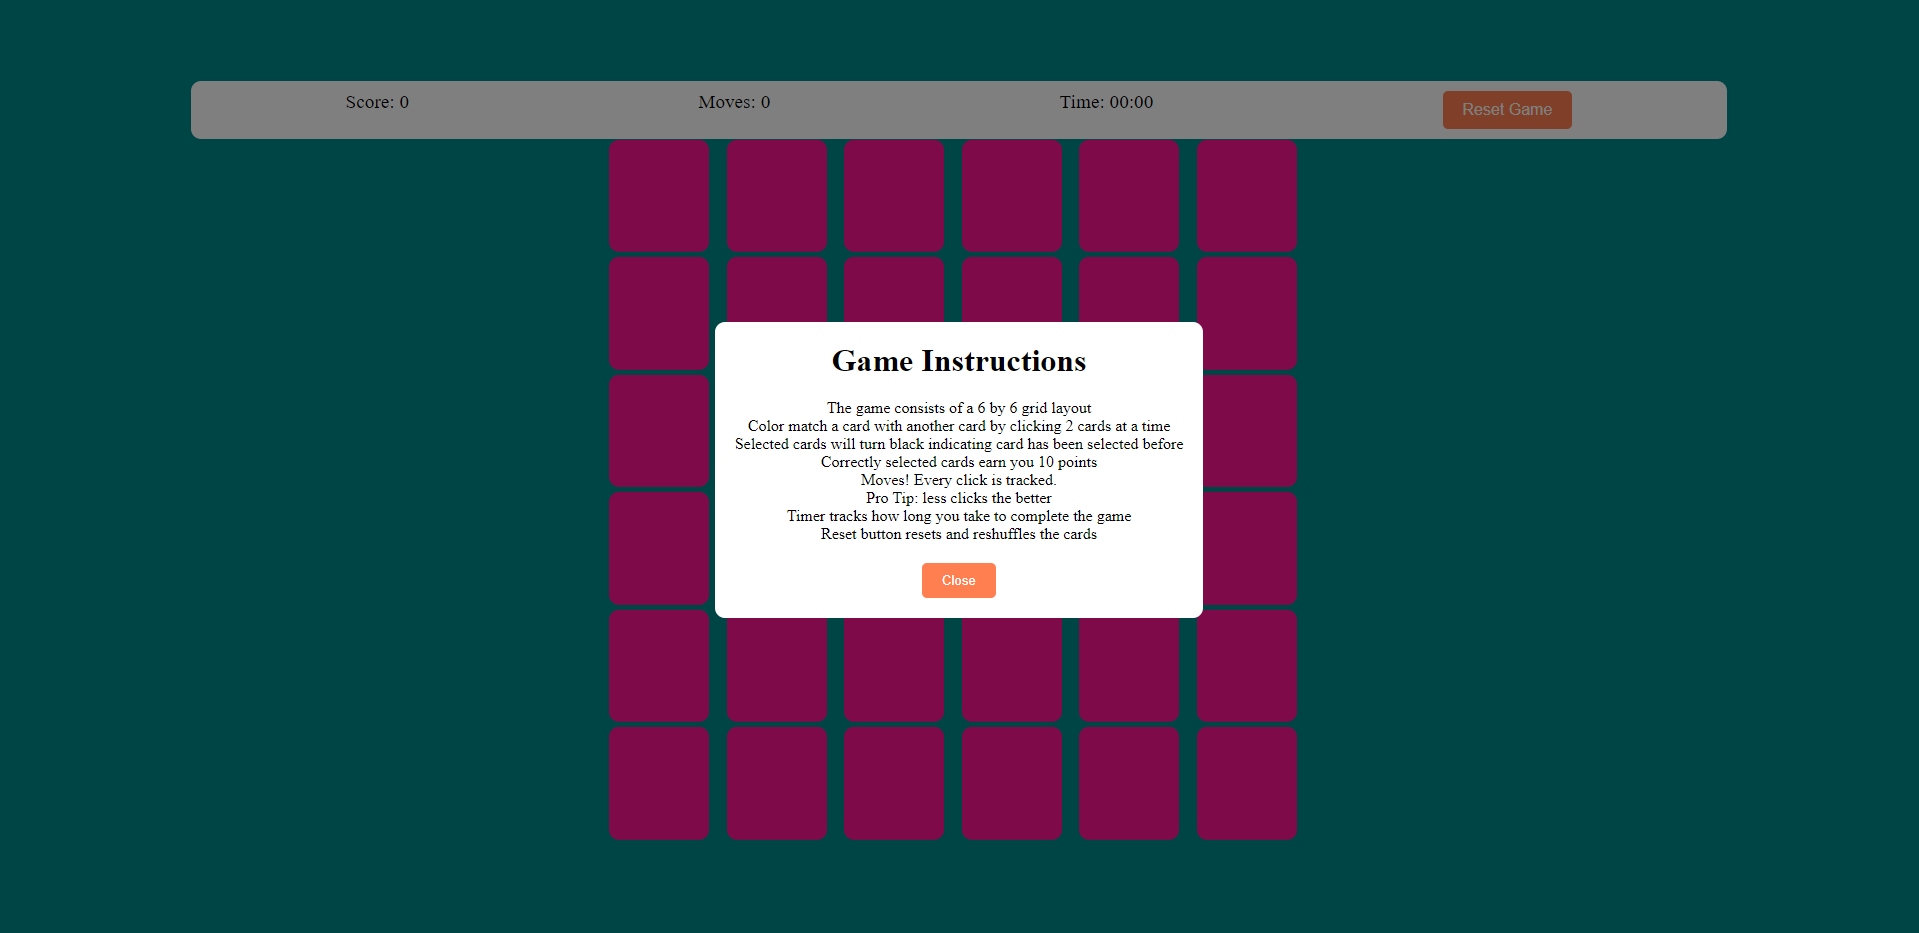 Score: 0
Moves: 0
Time: 00:00
Reset Game
Game Instructions
The game consists of a 6 by 6 grid layout
Color match a card with another card by clicking 2 cards at a time
Selected cards will turn black indicating card has been selected before
Correctly selected cards earn you 10 points
Moves! Every click is tracked.
Pro Tip: less clicks the better
Timer tracks how long you take to complete the game
Reset button resets and reshuffles the cards
Close